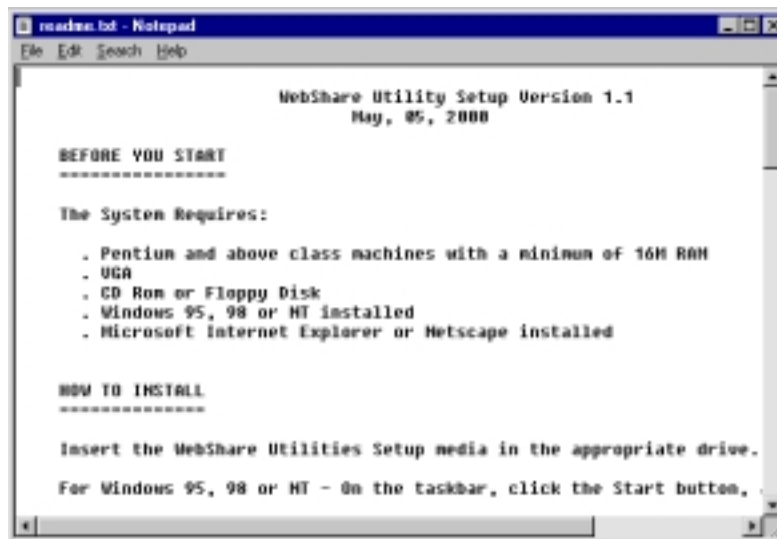 readme.txt - Notepad
File Edit Search Help
WebShare Utility Setup Version 1.1
May, 05, 2000
BEFORE YOU START
-----------------
The System Requires:
. Pentium and above class machines with a minimum of 16M RAM
. VGA
. CD Rom or Floppy Disk
. Windows 95, 98 or NT installed
. Microsoft Internet Explorer or Netscape installed
HOW TO INSTALL
---------------
Insert the WebShare Utilities Setup media in the appropriate drive.
For Windows 95, 98 or NT - On the taskbar, click the Start button,